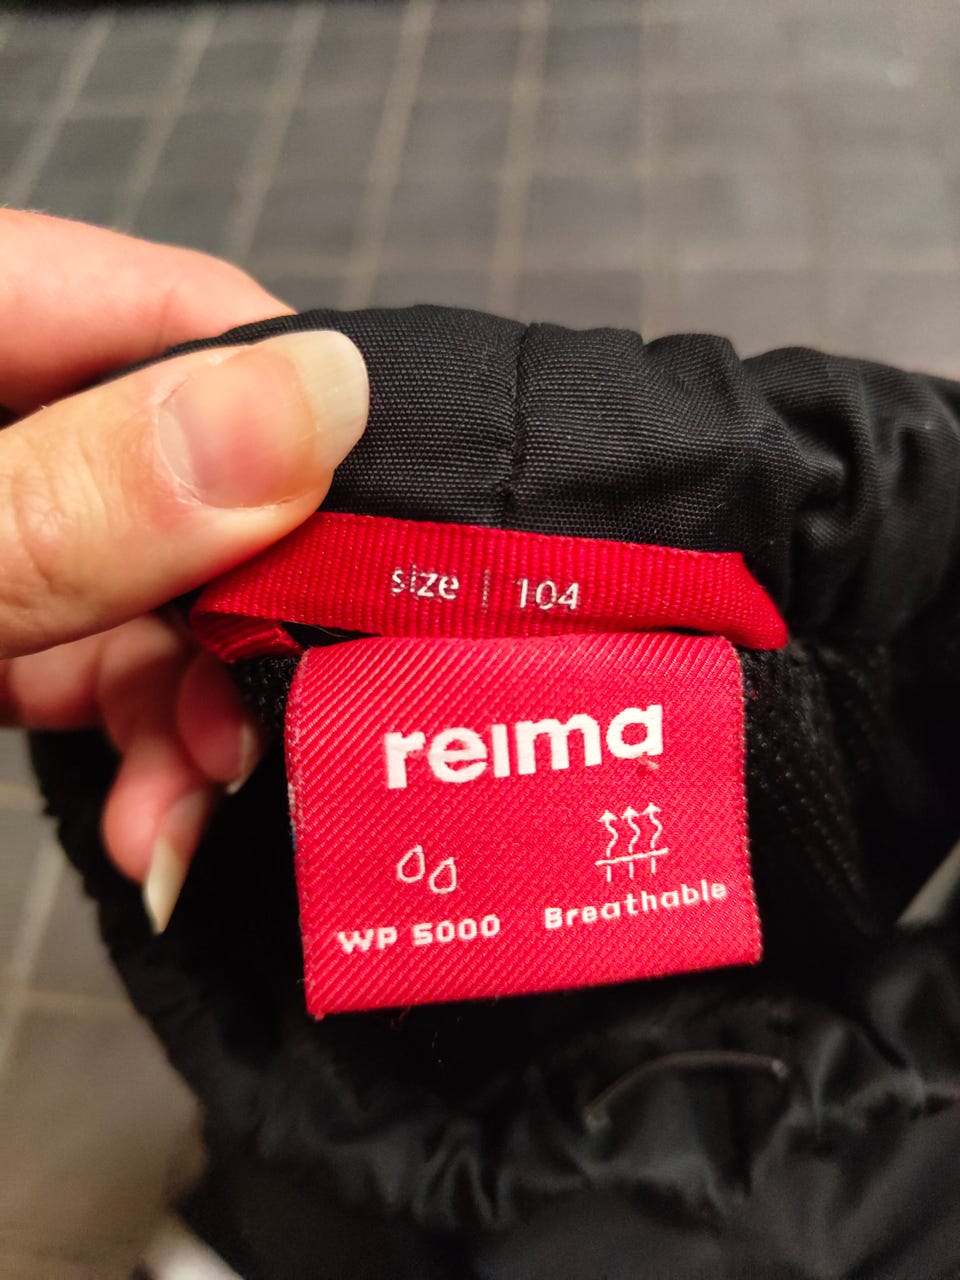 size | 104
reima
WP 5000
Breathable